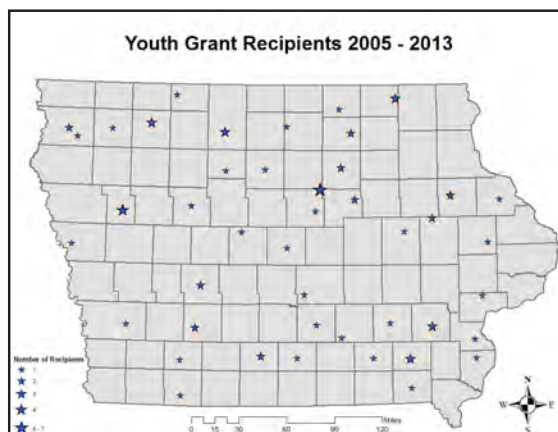 Youth Grant Recipients 2005 - 2013
Number of Recipients
1
2
3
4
Miles
0 15 30 60 90 120
N
W E
S